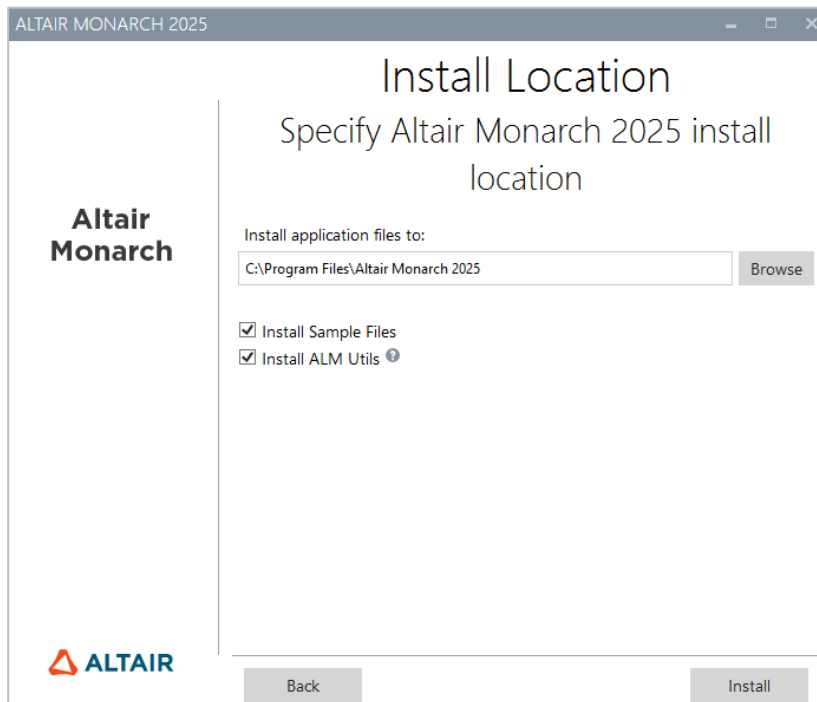 ALTAIR MONARCH 2025
Install Location
Specify Altair Monarch 2025 install
location
Altair
Monarch
Install application files to:
C:\Program Files\Altair Monarch 2025
Browse
Install Sample Files
Install ALM Utils ?
ALTAIR
Back
Install